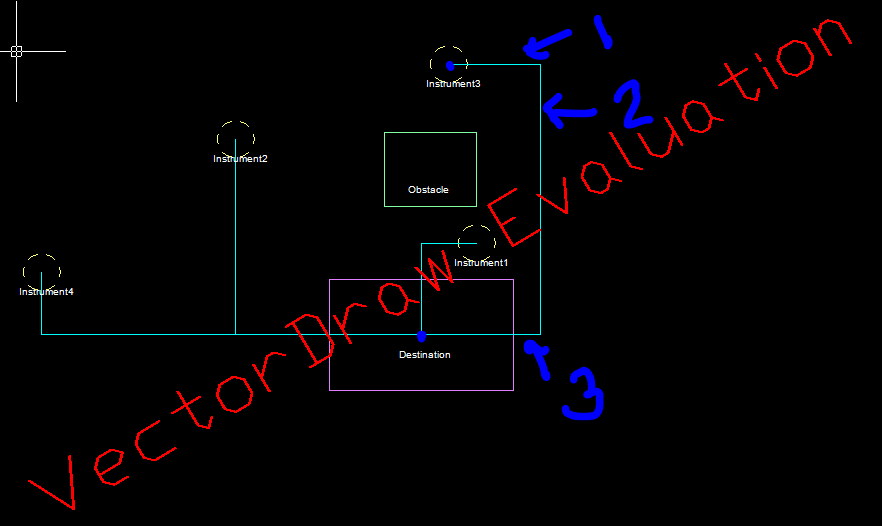 1
Instrument3
2
Instrument2
Obstacle
Instrument1
Instrument4
Destination
3
VectorDraw Evaluation